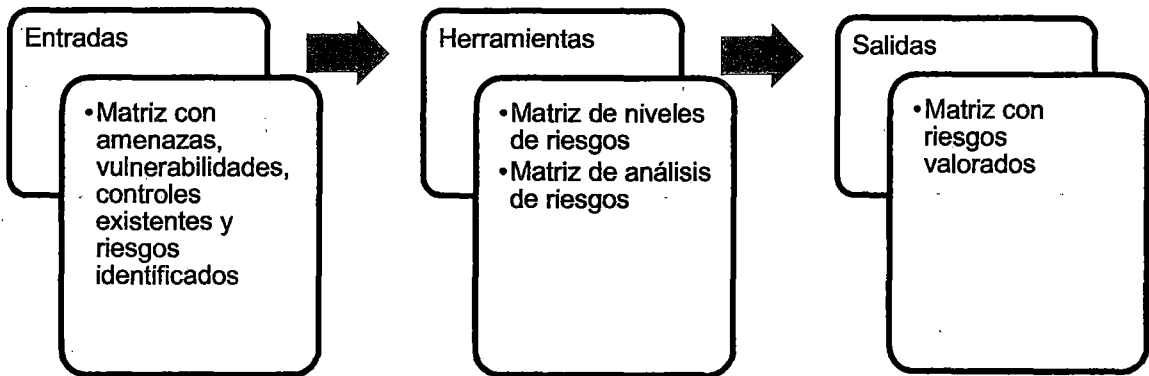 Entradas
•Matriz con
amenazas,
vulnerabilidades,
controles
existentes y
riesgos
identificados
Herramientas
•Matriz de niveles
de riesgos
•Matriz de análisis
de riesgos
Salidas
•Matriz con
riesgos
valorados